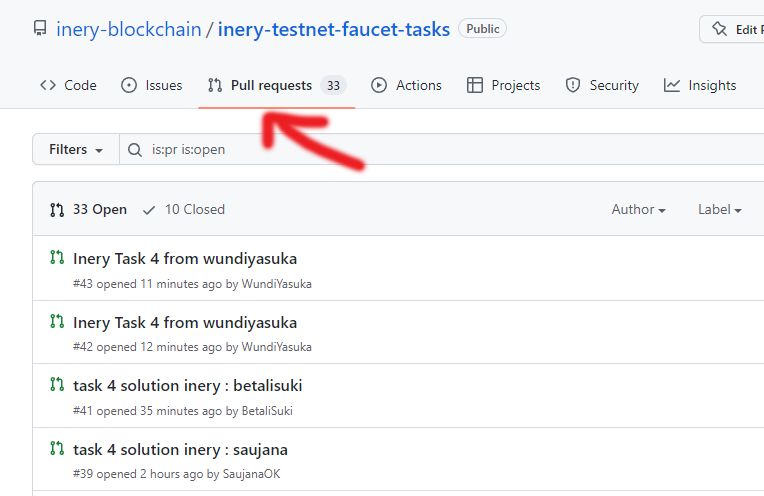 inery-blockchain / inery-testnet-faucet-tasks Public Edit
Code Issues Pull requests 33 Actions Projects Security Insights
Filters is:pr is:open
33 Open 10 Closed Author Label
Inery Task 4 from wundiyasuka
#43 opened 11 minutes ago by WundiYasuka
Inery Task 4 from wundiyasuka
#42 opened 12 minutes ago by WundiYasuka
task 4 solution inery : betalisuki
#41 opened 35 minutes ago by BetaliSuki
task 4 solution inery : saujana
#39 opened 2 hours ago by SaujanaOK